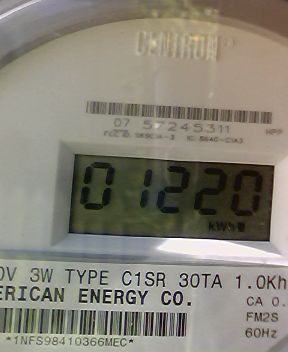 CENTRON
07 57245311
HPP
01220
kWh
0V 3W TYPE C1SR 30TA 1.0Kh
ERICAN ENERGY CO.
CA 0.
FM2S
60Hz
*1NFS98410366MEC*